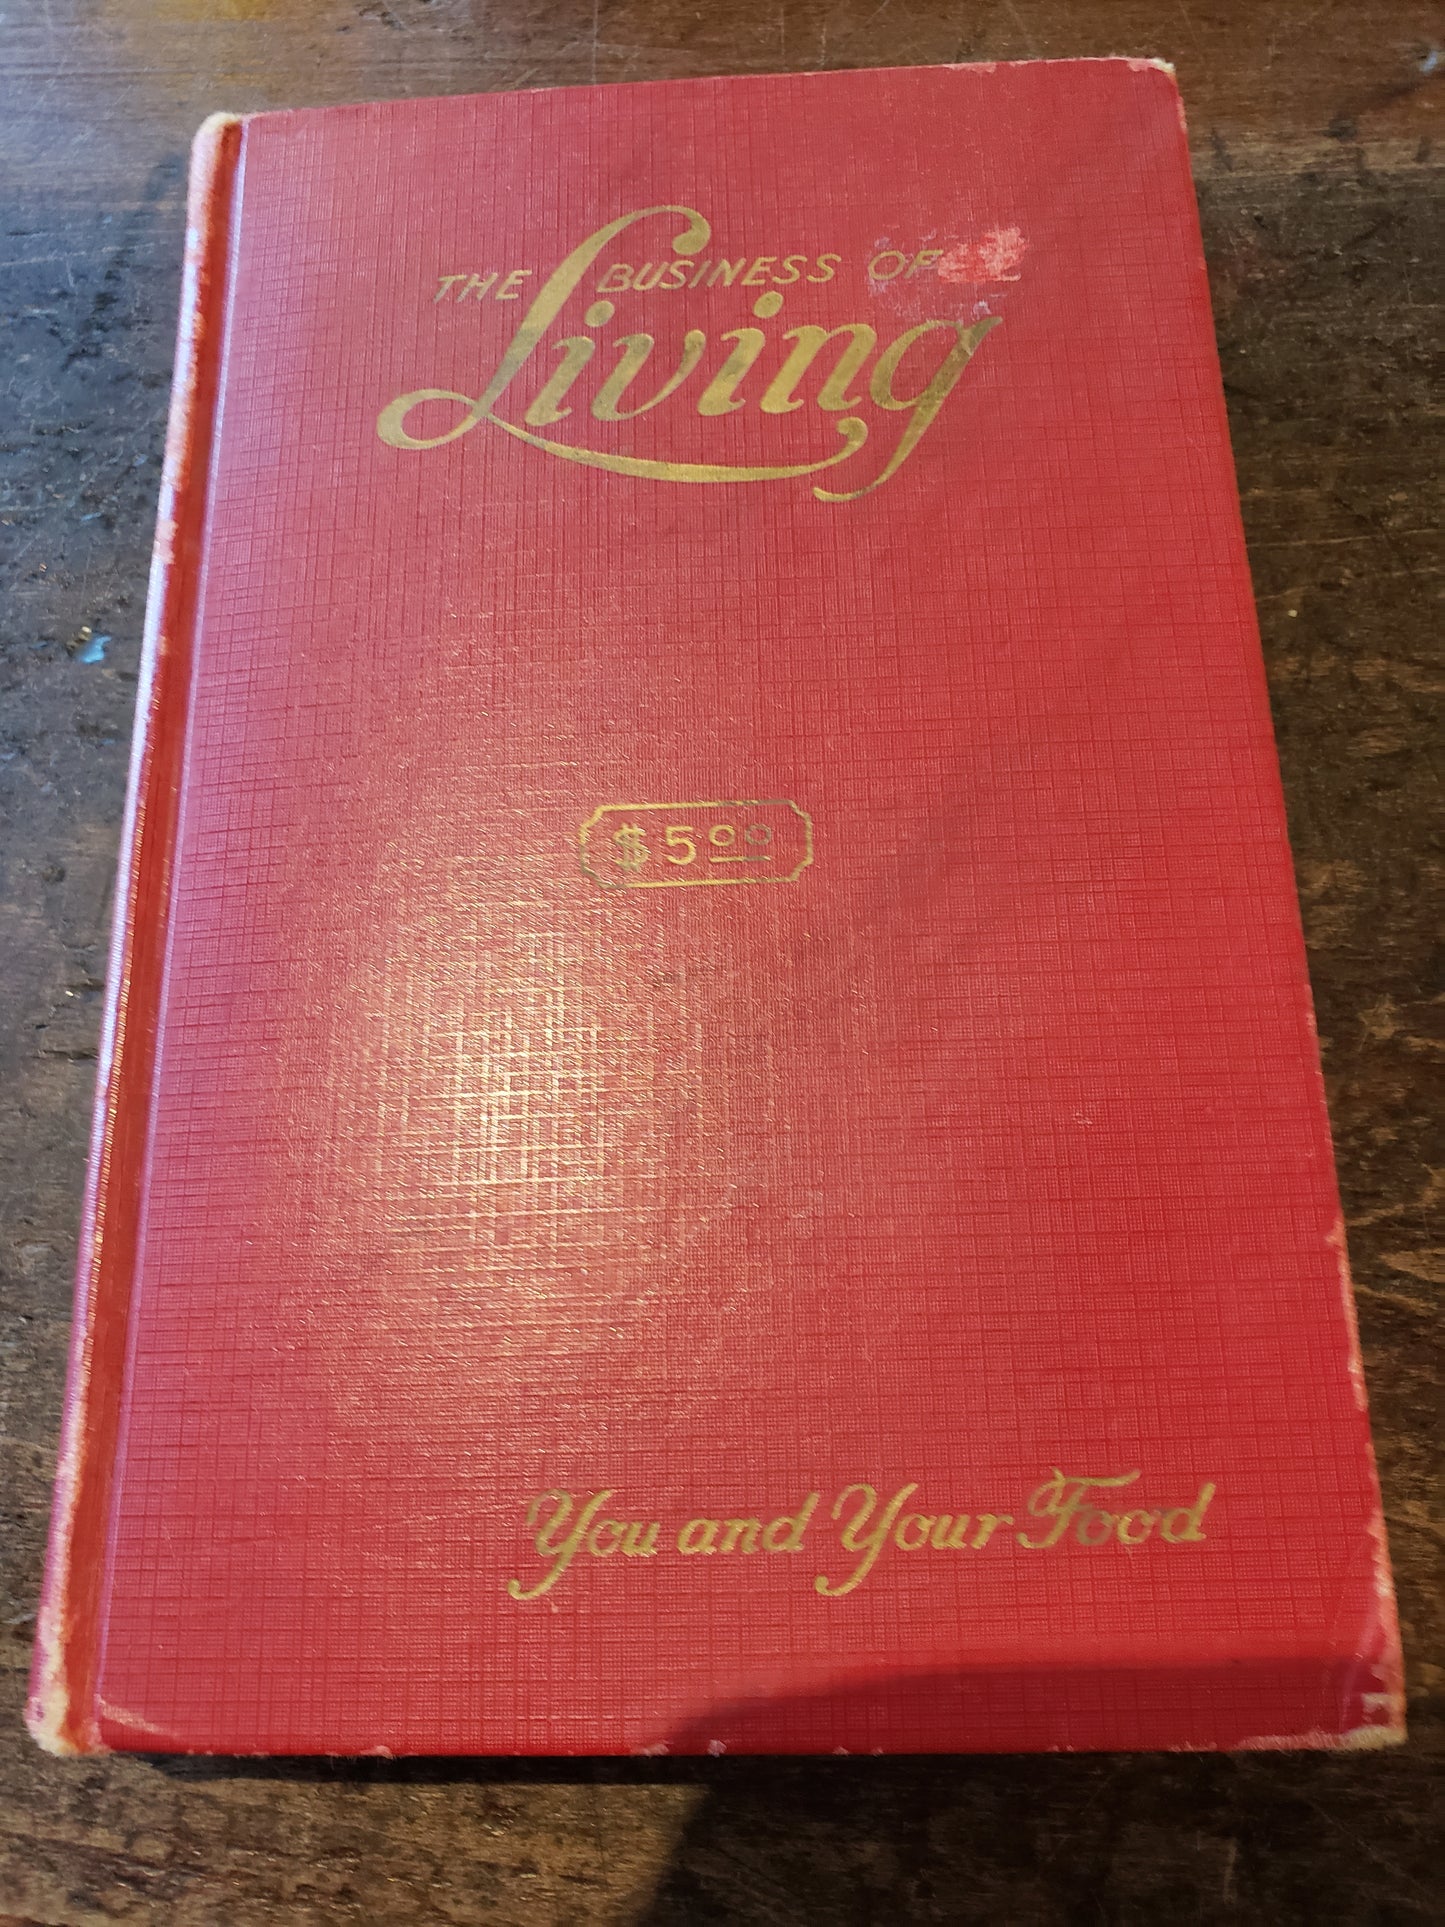 THE BUSINESS OF
Living
$5.00
You and Your Food